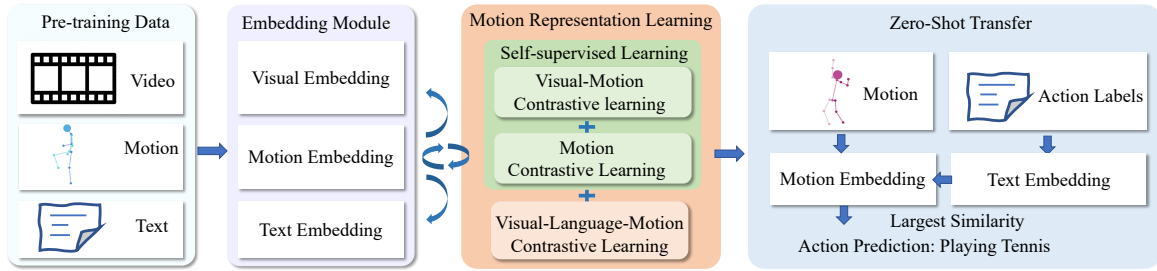 Pre-training Data
Video
Motion
Text
Embedding Module
Visual Embedding
Motion Embedding
Text Embedding
Motion Representation Learning
Self-supervised Learning
Visual-Motion
Contrastive learning
+
Motion
Contrastive Learning
+
Visual-Language-Motion
Contrastive Learning
Zero-Shot Transfer
Motion
Action Labels
Motion Embedding
Text Embedding
Largest Similarity
Action Prediction: Playing Tennis